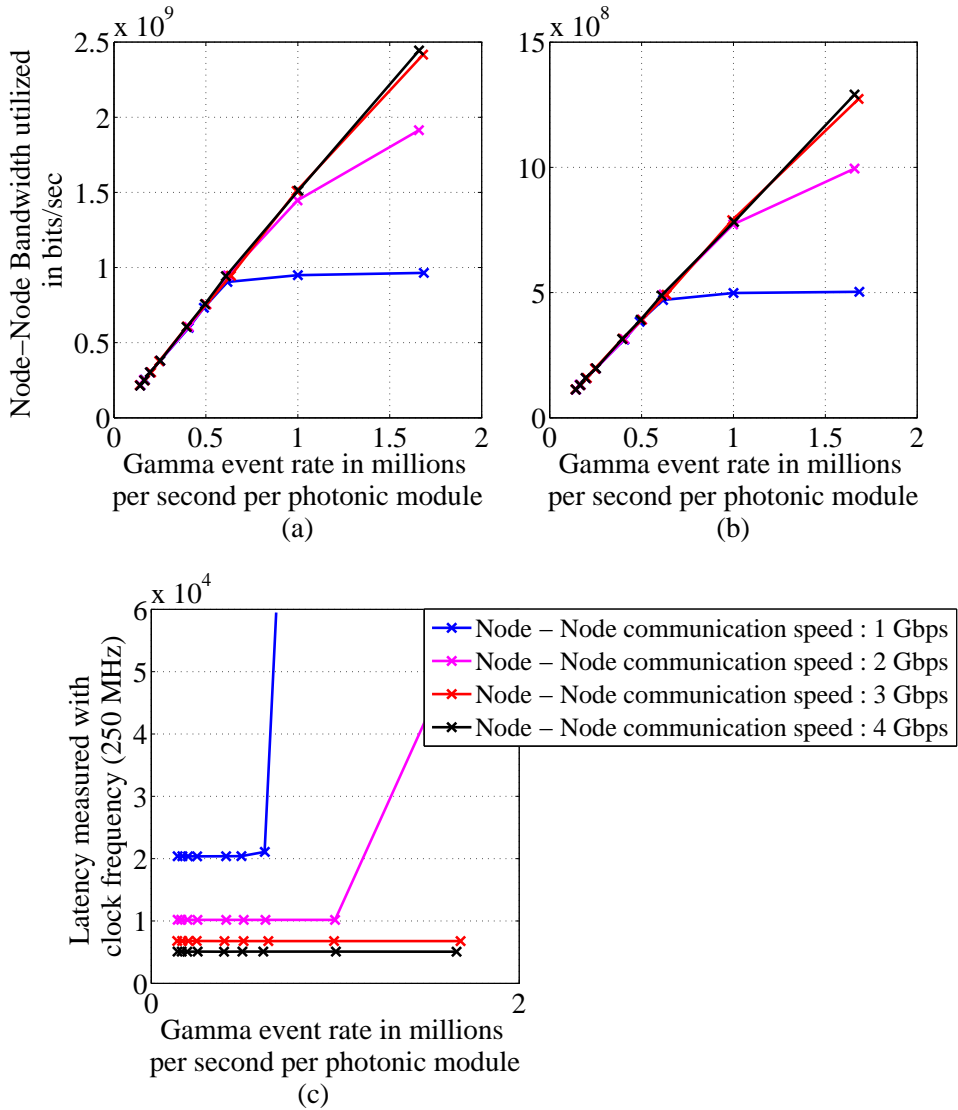 x 10^9
2.5
2
1.5
1
0.5
0
0
0.5
1
1.5
2
Node−Node Bandwidth utilized
in bits/sec
Gamma event rate in millions
per second per photonic module
(a)
x 10^8
15
10
5
0
0
0.5
1
1.5
2
Gamma event rate in millions
per second per photonic module
(b)
x 10^4
6
5
4
3
2
1
0
0
2
Latency measured with
clock frequency (250 MHz)
Node − Node communication speed : 1 Gbps
Node − Node communication speed : 2 Gbps
Node − Node communication speed : 3 Gbps
Node − Node communication speed : 4 Gbps
Gamma event rate in millions
per second per photonic module
(c)